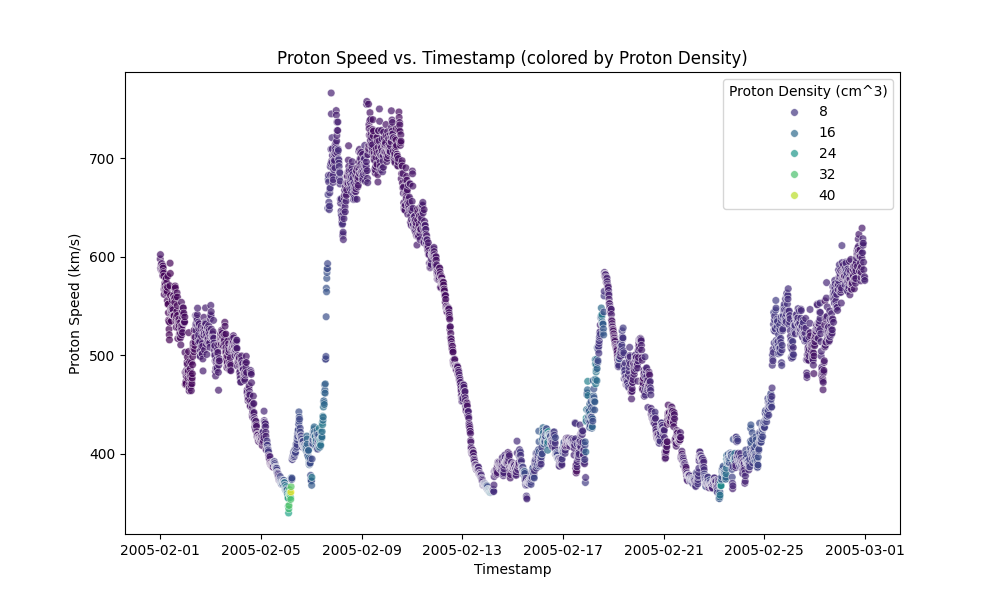 Proton Speed vs. Timestamp (colored by Proton Density)
Proton Density (cm^3)
8
16
24
32
40
Proton Speed (km/s)
700
600
500
400
2005-02-01 2005-02-05 2005-02-09 2005-02-13 2005-02-17 2005-02-21 2005-02-25 2005-03-01
Timestamp